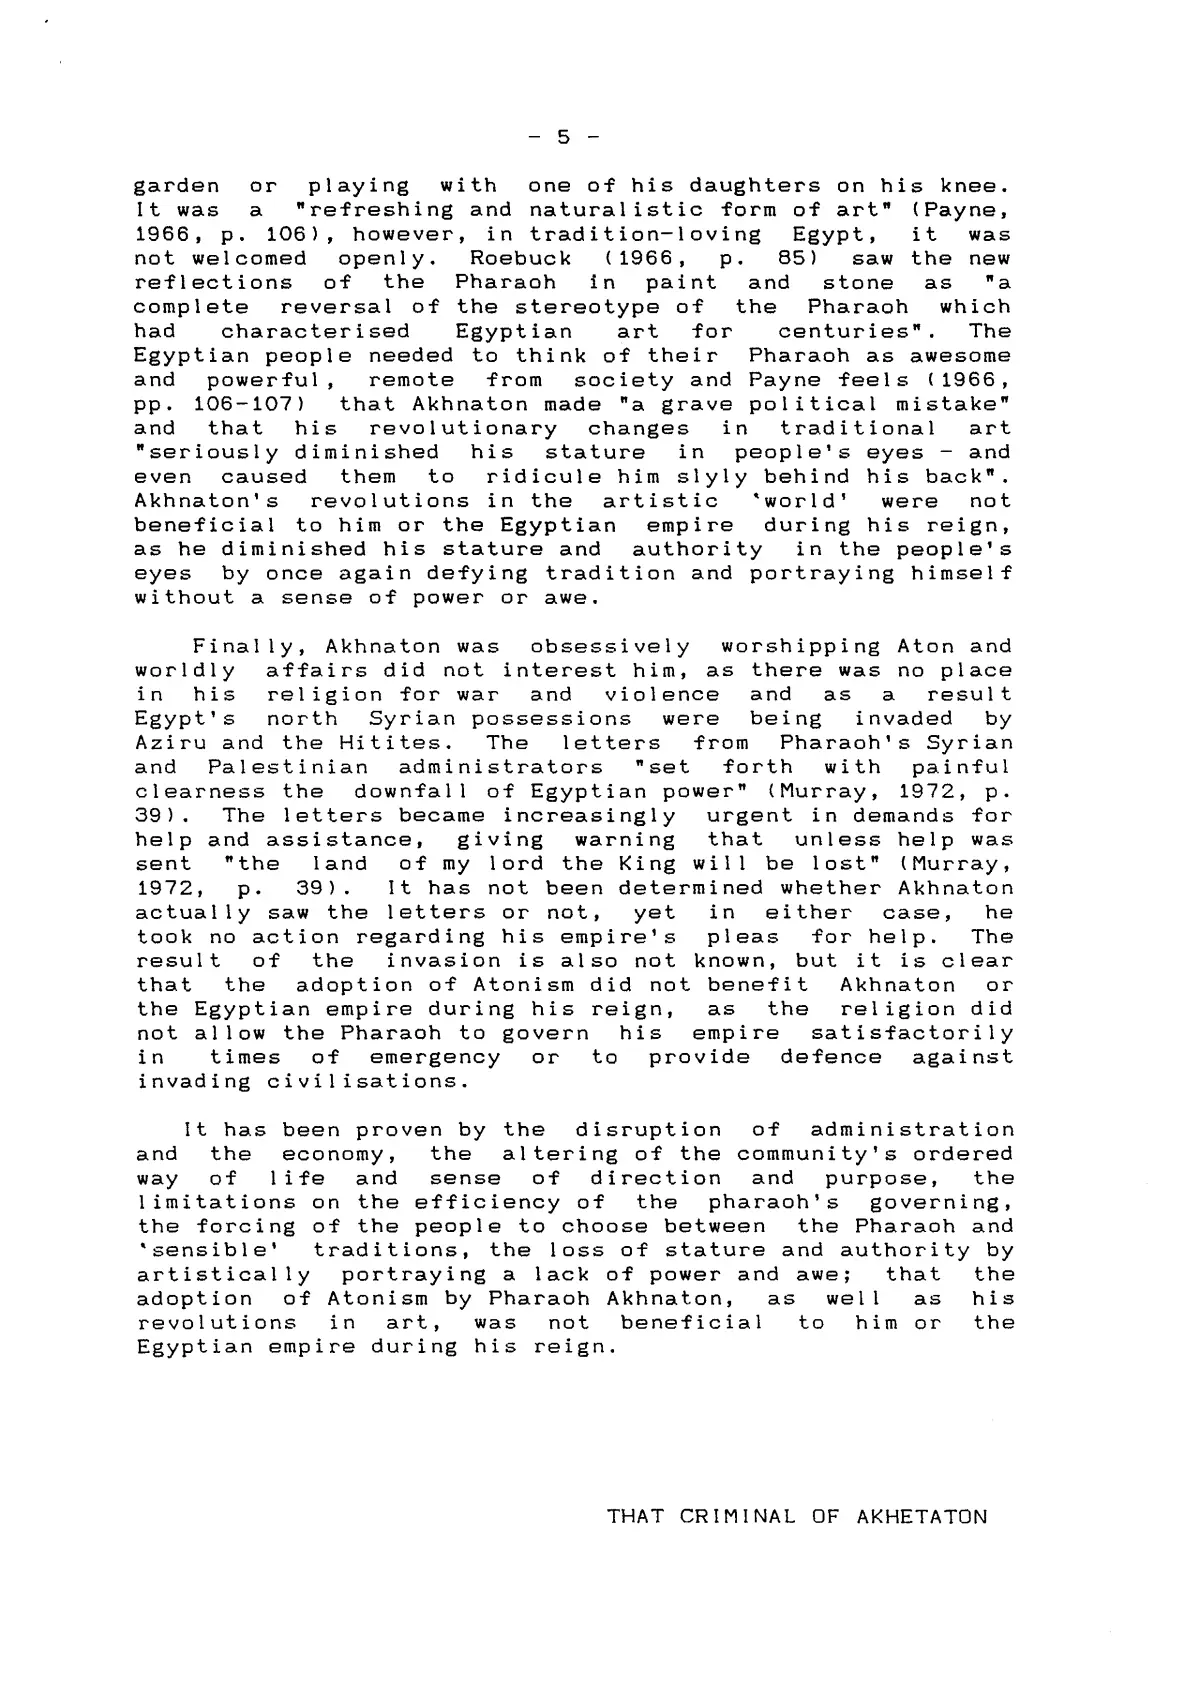 - 5 -
garden or playing with one of his daughters on his knee.
It was a "refreshing and naturalistic form of art" (Payne,
1966, p. 106), however, in tradition-loving Egypt, it was
not welcomed openly. Roebuck (1966, p. 85) saw the new
reflections of the Pharaoh in paint and stone as "a
complete reversal of the stereotype of the Pharaoh which
had characterised Egyptian art for centuries". The
Egyptian people needed to think of their Pharaoh as awesome
and powerful, remote from society and Payne feels (1966,
pp. 106-107) that Akhnaton made "a grave political mistake"
and that his revolutionary changes in traditional art
"seriously diminished his stature in people's eyes - and
even caused them to ridicule him slyly behind his back".
Akhnaton's revolutions in the artistic 'world' were not
beneficial to him or the Egyptian empire during his reign,
as he diminished his stature and authority in the people's
eyes by once again defying tradition and portraying himself
without a sense of power or awe.
Finally, Akhnaton was obsessively worshipping Aton and
worldly affairs did not interest him, as there was no place
in his religion for war and violence and as a result
Egypt's north Syrian possessions were being invaded by
Aziru and the Hitites. The letters from Pharaoh's Syrian
and Palestinian administrators "set forth with painful
clearness the downfall of Egyptian power" (Murray, 1972, p.
39). The letters became increasingly urgent in demands for
help and assistance, giving warning that unless help was
sent "the land of my lord the King will be lost" (Murray,
1972, p. 39). It has not been determined whether Akhnaton
actually saw the letters or not, yet in either case, he
took no action regarding his empire's pleas for help. The
result of the invasion is also not known, but it is clear
that the adoption of Atonism did not benefit Akhnaton or
the Egyptian empire during his reign, as the religion did
not allow the Pharaoh to govern his empire satisfactorily
in times of emergency or to provide defence against
invading civilisations.
It has been proven by the disruption of administration
and the economy, the altering of the community's ordered
way of life and sense of direction and purpose, the
limitations on the efficiency of the pharaoh's governing,
the forcing of the people to choose between the Pharaoh and
'sensible' traditions, the loss of stature and authority by
artistically portraying a lack of power and awe; that the
adoption of Atonism by Pharaoh Akhnaton, as well as his
revolutions in art, was not beneficial to him or the
Egyptian empire during his reign.
THAT CRIMINAL OF AKHETATON